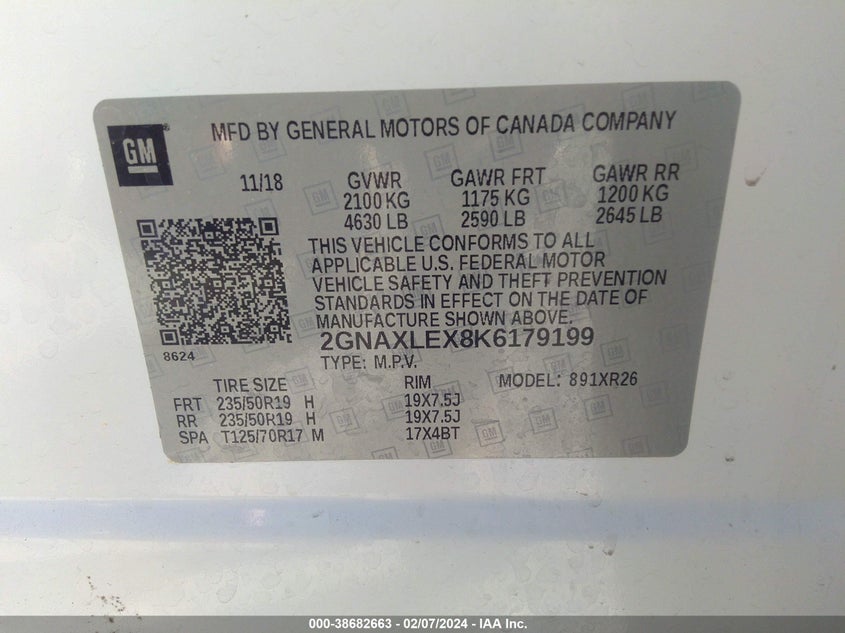 GM
MFD BY GENERAL MOTORS OF CANADA COMPANY
11/18 GVWR GAWR FRT GAWR RR
2100 KG 1175 KG 1200 KG
4630 LB 2590 LB 2645 LB
THIS VEHICLE CONFORMS TO ALL
APPLICABLE U.S. FEDERAL MOTOR
VEHICLE SAFETY AND THEFT PREVENTION
STANDARDS IN EFFECT ON THE DATE OF
MANUFACTURE SHOWN ABOVE.
8624
2GNAXLEX8K6179199
TYPE: M.P.V.
TIRE SIZE RIM MODEL: 891XR26
FRT 235/50R19 H 19X7.5J
RR 235/50R19 H 19X7.5J
SPA T125/70R17 M 17X4BT
000-38682663 - 02/07/2024 - IAA Inc.